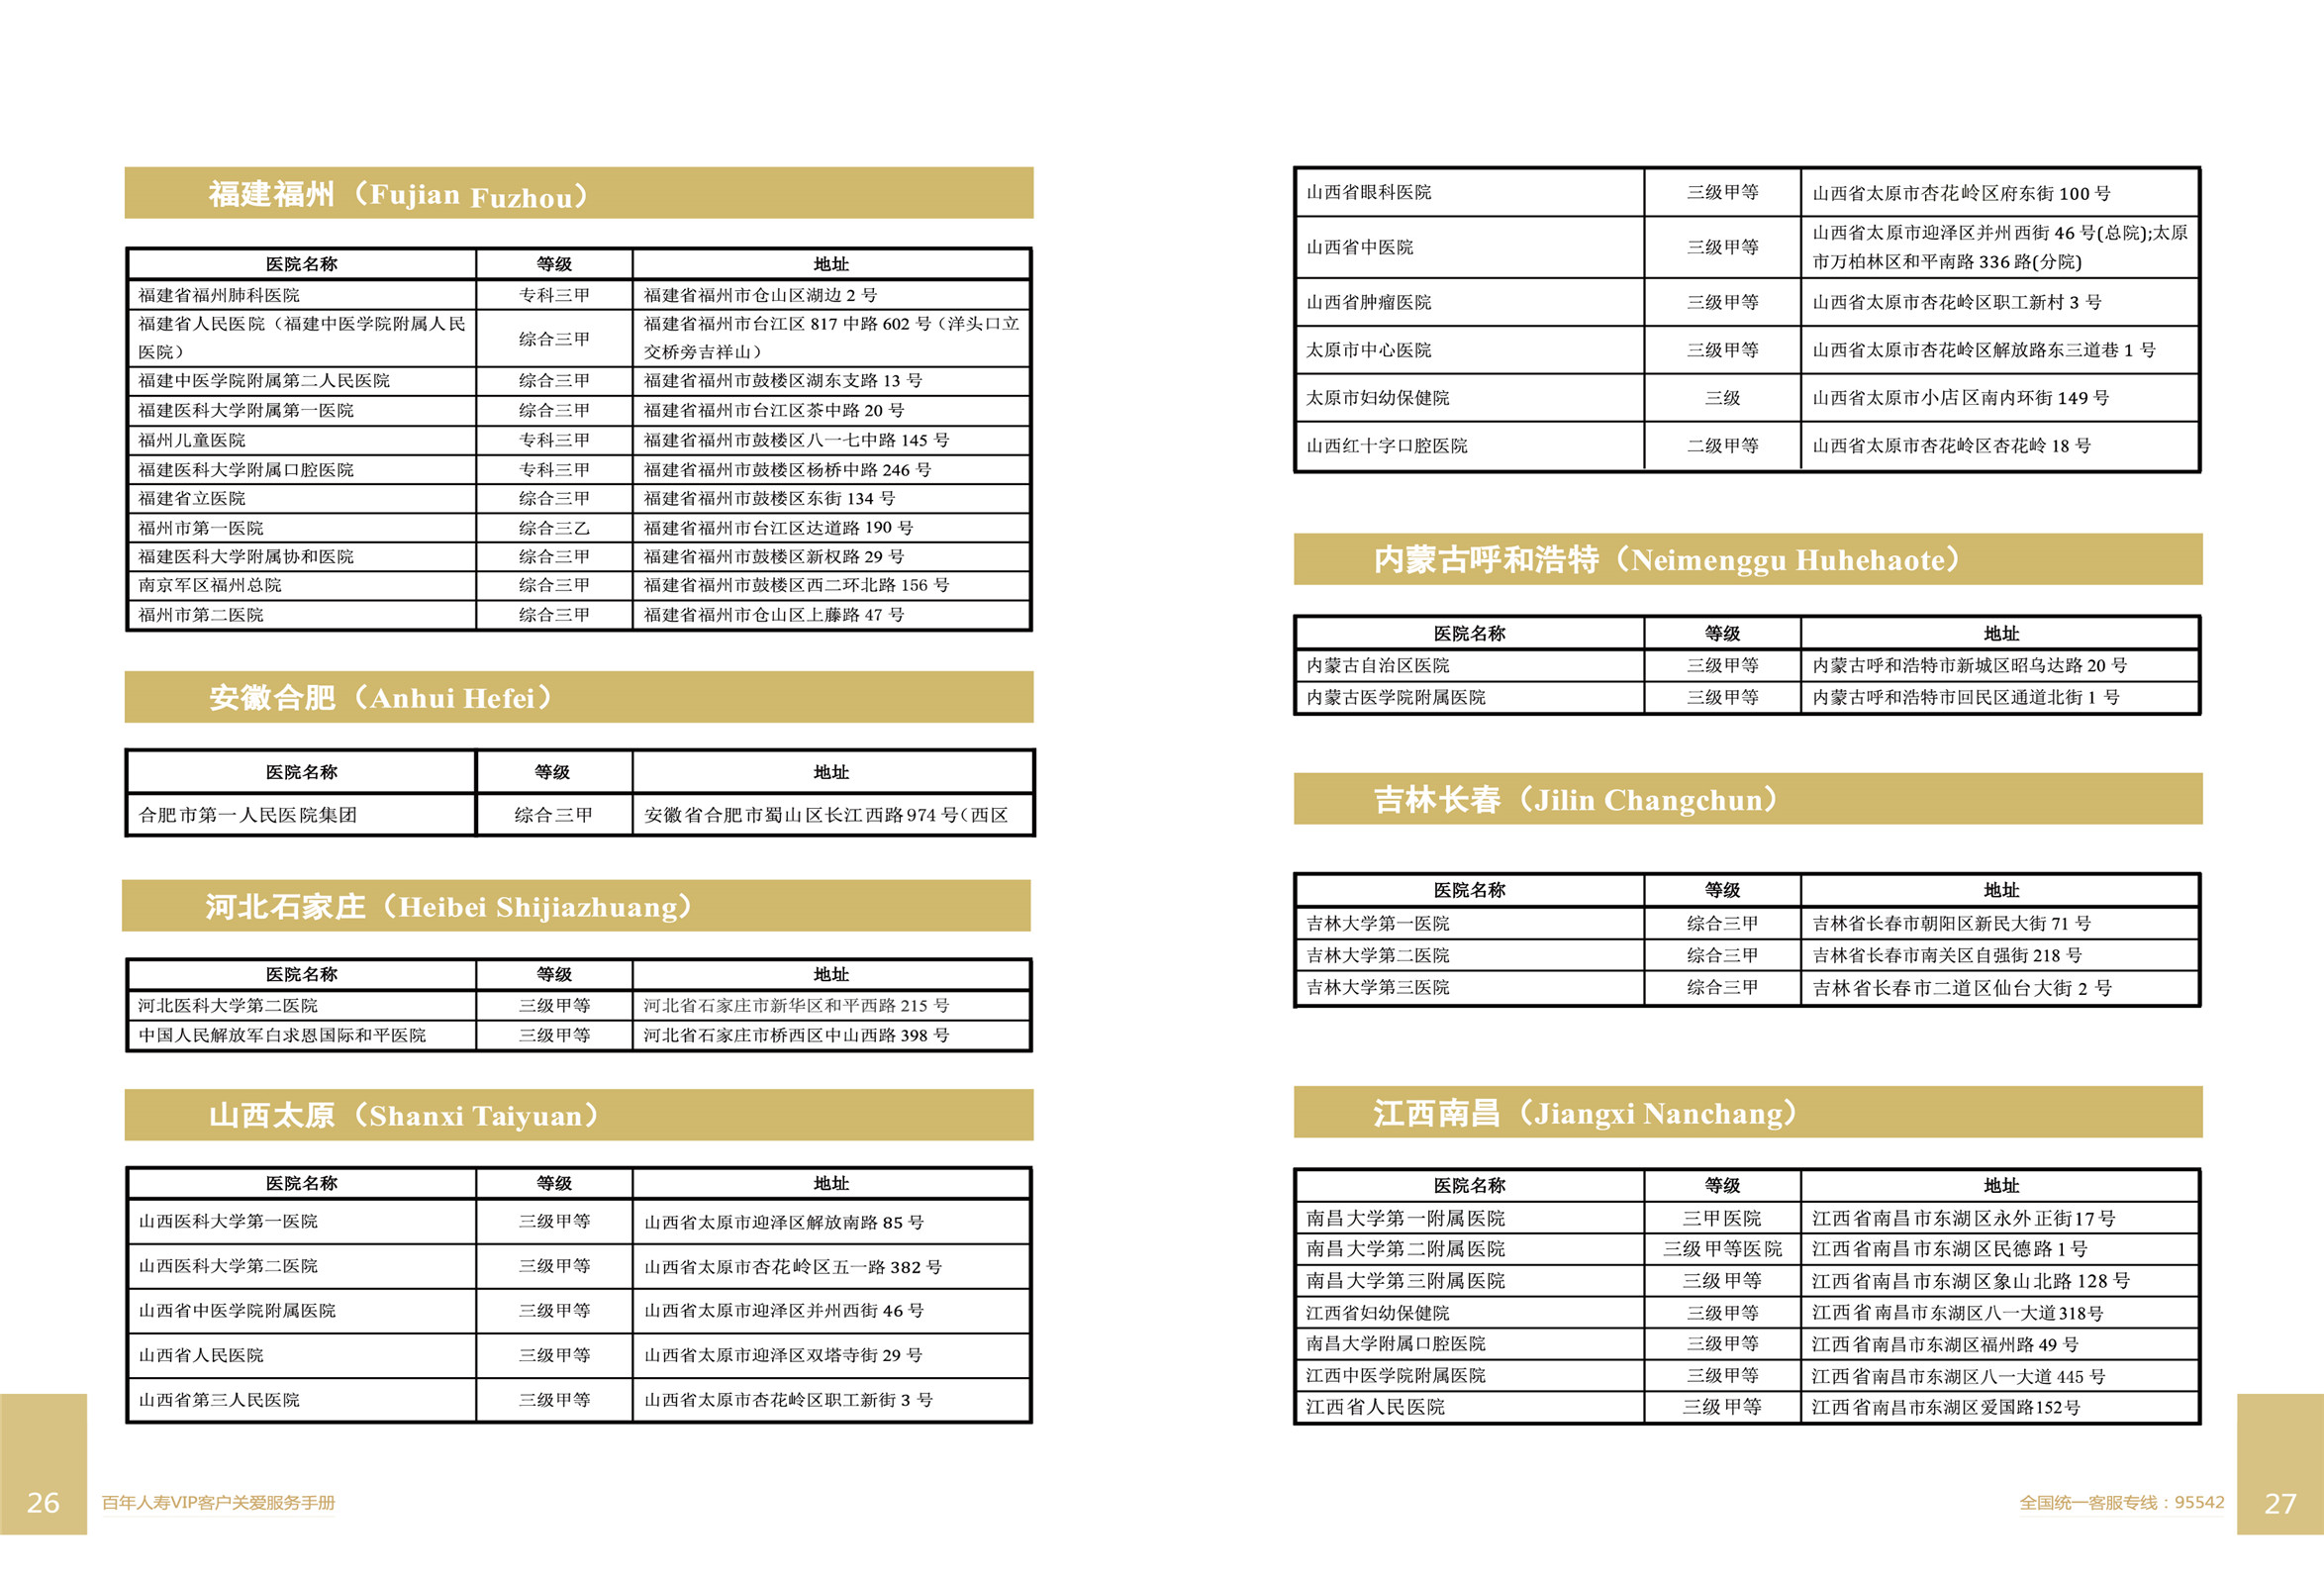 福建福州（Fujian Fuzhou）
医院名称 等级 地址
福建省福州肺科医院 专科三甲 福建省福州市仓山区湖边 2 号
福建省人民医院（福建中医学院附属人民医院） 综合三甲 福建省福州市台江区 817 中路 602 号（洋头口立交桥旁吉祥山）
福建中医学院附属第二人民医院 综合三甲 福建省福州市鼓楼区湖东支路 13 号
福建医科大学附属第一医院 综合三甲 福建省福州市台江区茶中路 20 号
福州儿童医院 专科三甲 福建省福州市鼓楼区八一七中路 145 号
福建医科大学附属口腔医院 专科三甲 福建省福州市鼓楼区杨桥中路 246 号
福建省立医院 综合三甲 福建省福州市鼓楼区东街 134 号
福州市第一医院 综合三乙 福建省福州市台江区达道路 190 号
福建医科大学附属协和医院 综合三甲 福建省福州市鼓楼区新权路 29 号
南京军区福州总院 综合三甲 福建省福州市鼓楼区西二环北路 156 号
福州市第二医院 综合三甲 福建省福州市仓山区上藤路 47 号
安徽合肥（Anhui Hefei）
医院名称 等级 地址
合肥市第一人民医院集团 综合三甲 安徽省合肥市蜀山区长江西路974 号（西区
河北石家庄（Heibei Shijiazhuang）
医院名称 等级 地址
河北医科大学第二医院 三级甲等 河北省石家庄市新华区和平西路 215 号
中国人民解放军白求恩国际和平医院 三级甲等 河北省石家庄市桥西区中山西路 398 号
山西太原（Shanxi Taiyuan）
医院名称 等级 地址
山西医科大学第一医院 三级甲等 山西省太原市迎泽区解放南路 85 号
山西医科大学第二医院 三级甲等 山西省太原市杏花岭区五一路 382 号
山西省中医学院附属医院 三级甲等 山西省太原市迎泽区并州西街 46 号
山西省人民医院 三级甲等 山西省太原市迎泽区双塔寺街 29 号
山西省第三人民医院 三级甲等 山西省太原市杏花岭区职工新街 3 号
26 百年人寿VIP客户关爱服务手册
山西省眼科医院 三级甲等 山西省太原市杏花岭区府东街 100 号
山西省中医院 三级甲等 山西省太原市迎泽区并州西街 46 号(总院);太原市万柏林区和平南路 336 路(分院)
山西省肿瘤医院 三级甲等 山西省太原市杏花岭区职工新村 3 号
太原市中心医院 三级甲等 山西省太原市杏花岭区解放路东三道巷 1 号
太原市妇幼保健院 三级 山西省太原市小店区南内环街 149 号
山西红十字口腔医院 二级甲等 山西省太原市杏花岭区杏花岭 18 号
内蒙古呼和浩特（Neimenggu Huhehaote）
医院名称 等级 地址
内蒙古自治区医院 三级甲等 内蒙古呼和浩特市新城区昭乌达路 20 号
内蒙古医学院附属医院 三级甲等 内蒙古呼和浩特市回民区通道北街 1 号
吉林长春（Jilin Changchun）
医院名称 等级 地址
吉林大学第一医院 综合三甲 吉林省长春市朝阳区新民大街 71 号
吉林大学第二医院 综合三甲 吉林省长春市南关区自强街 218 号
吉林大学第三医院 综合三甲 吉林省长春市二道区仙台大街 2 号
江西南昌（Jiangxi Nanchang）
医院名称 等级 地址
南昌大学第一附属医院 三甲医院 江西省南昌市东湖区永外正街17号
南昌大学第二附属医院 三级甲等医院 江西省南昌市东湖区民德路 1 号
南昌大学第三附属医院 三级甲等 江西省南昌市东湖区象山北路 128 号
江西省妇幼保健院 三级甲等 江西省南昌市东湖区八一大道318号
南昌大学附属口腔医院 三级甲等 江西省南昌市东湖区福州路 49 号
江西中医学院附属医院 三级甲等 江西省南昌市东湖区八一大道 445 号
江西省人民医院 三级甲等 江西省南昌市东湖区爱国路152号
全国统一客服专线：95542 27